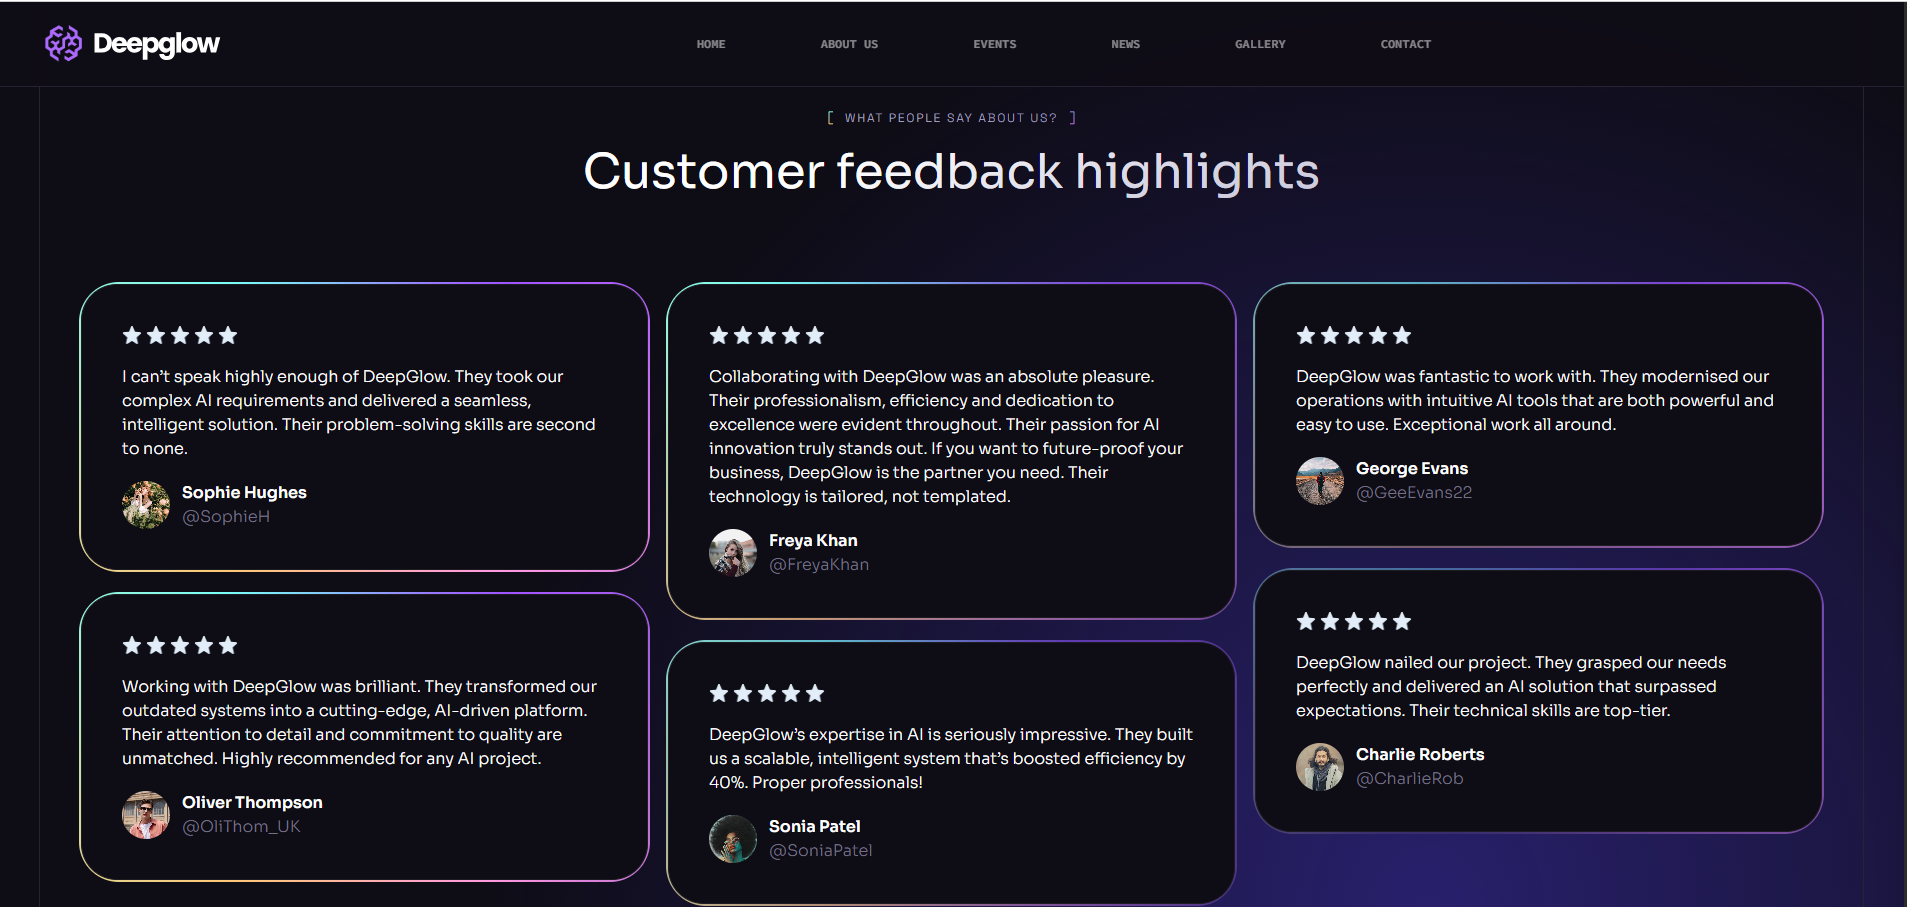 Deepglow
HOME
ABOUT US
EVENTS
NEWS
GALLERY
CONTACT
[ WHAT PEOPLE SAY ABOUT US? ]
Customer feedback highlights
I can’t speak highly enough of DeepGlow. They took our
complex AI requirements and delivered a seamless,
intelligent solution. Their problem-solving skills are second
to none.
Sophie Hughes
@SophieH
Working with DeepGlow was brilliant. They transformed our
outdated systems into a cutting-edge, AI-driven platform.
Their attention to detail and commitment to quality are
unmatched. Highly recommended for any AI project.
Oliver Thompson
@OliThom_UK
Collaborating with DeepGlow was an absolute pleasure.
Their professionalism, efficiency and dedication to
excellence were evident throughout. Their passion for AI
innovation truly stands out. If you want to future-proof your
business, DeepGlow is the partner you need. Their
technology is tailored, not templated.
Freya Khan
@FreyaKhan
DeepGlow’s expertise in AI is seriously impressive. They built
us a scalable, intelligent system that’s boosted efficiency by
40%. Proper professionals!
Sonia Patel
@SoniaPatel
DeepGlow was fantastic to work with. They modernised our
operations with intuitive AI tools that are both powerful and
easy to use. Exceptional work all around.
George Evans
@GeeEvans22
DeepGlow nailed our project. They grasped our needs
perfectly and delivered an AI solution that surpassed
expectations. Their technical skills are top-tier.
Charlie Roberts
@CharlieRob